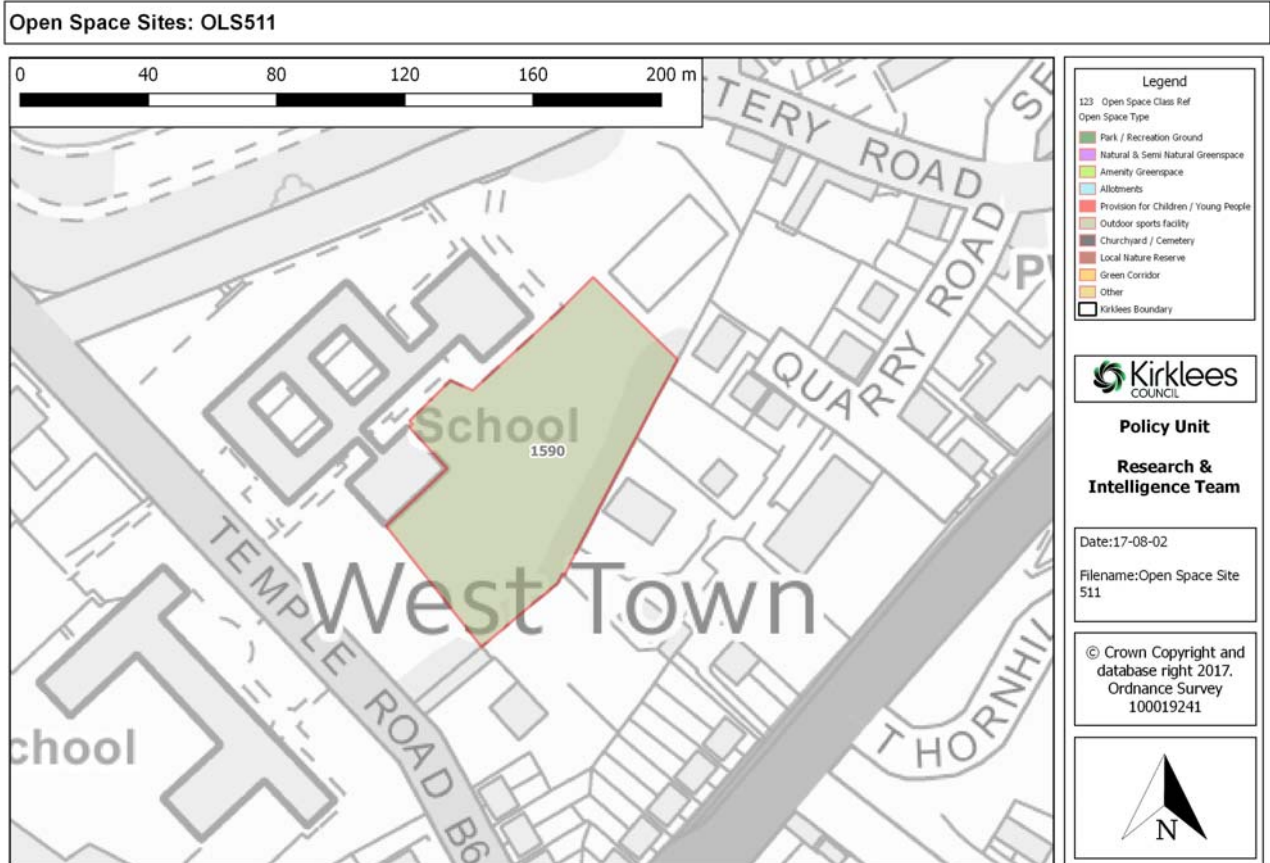 Open Space Sites: OLS511
0 40 80 120 160 200 m
TERY ROAD
SE
QUARRY ROAD
School
1590
West Town
TEMPLE ROAD B6
chool
THORNHIL
Legend
123 Open Space Class Ref
Open Space Type
Park / Recreation Ground
Natural & Semi Natural Greenspace
Amenity Greenspace
Allotments
Provision for Children / Young People
Outdoor sports facility
Churchyard / Cemetery
Local Nature Reserve
Green Corridor
Other
Kirklees Boundary
Kirklees
COUNCIL
Policy Unit
Research &
Intelligence Team
Date:17-08-02
Filename:Open Space Site
511
© Crown Copyright and
database right 2017.
Ordnance Survey
100019241
N